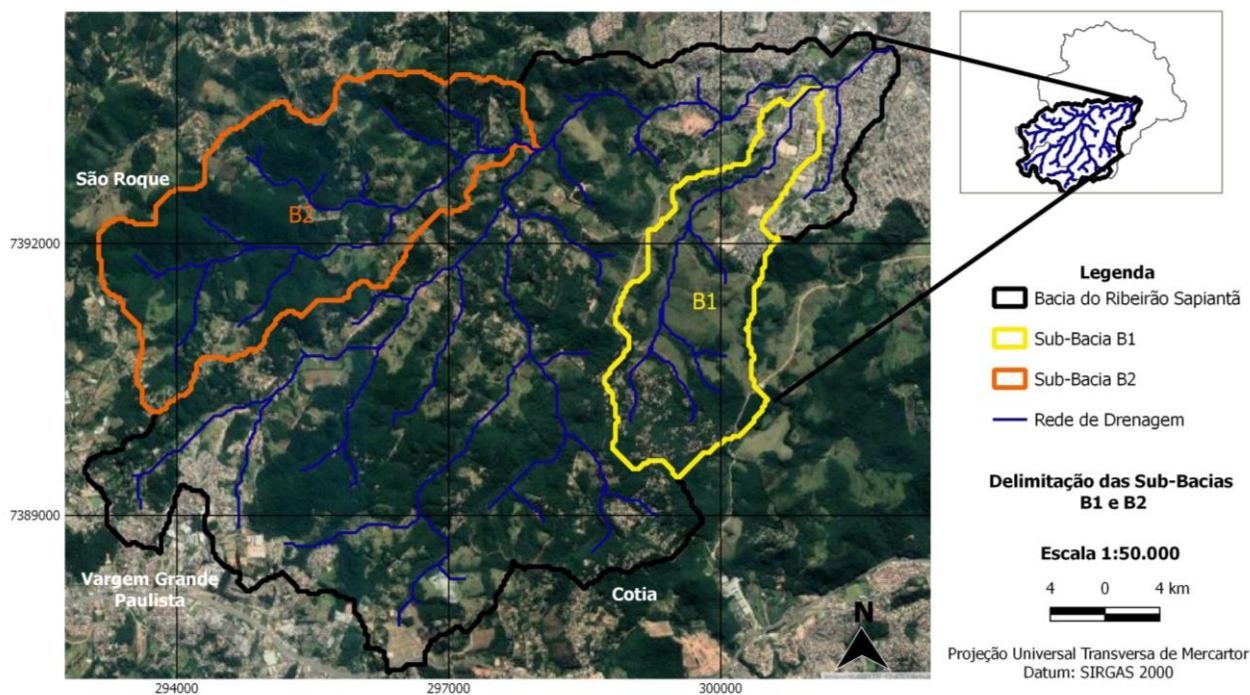 São Roque
B2
7392000
B1
7389000
Vargem Grande
Paulista
Cotia
N
294000
297000
300000
Legenda
Bacia do Ribeirão Sapiantã
Sub-Bacia B1
Sub-Bacia B2
Rede de Drenagem
Delimitação das Sub-Bacias
B1 e B2
Escala 1:50.000
4 0 4 km
Projeção Universal Transversa de Mercartor
Datum: SIRGAS 2000